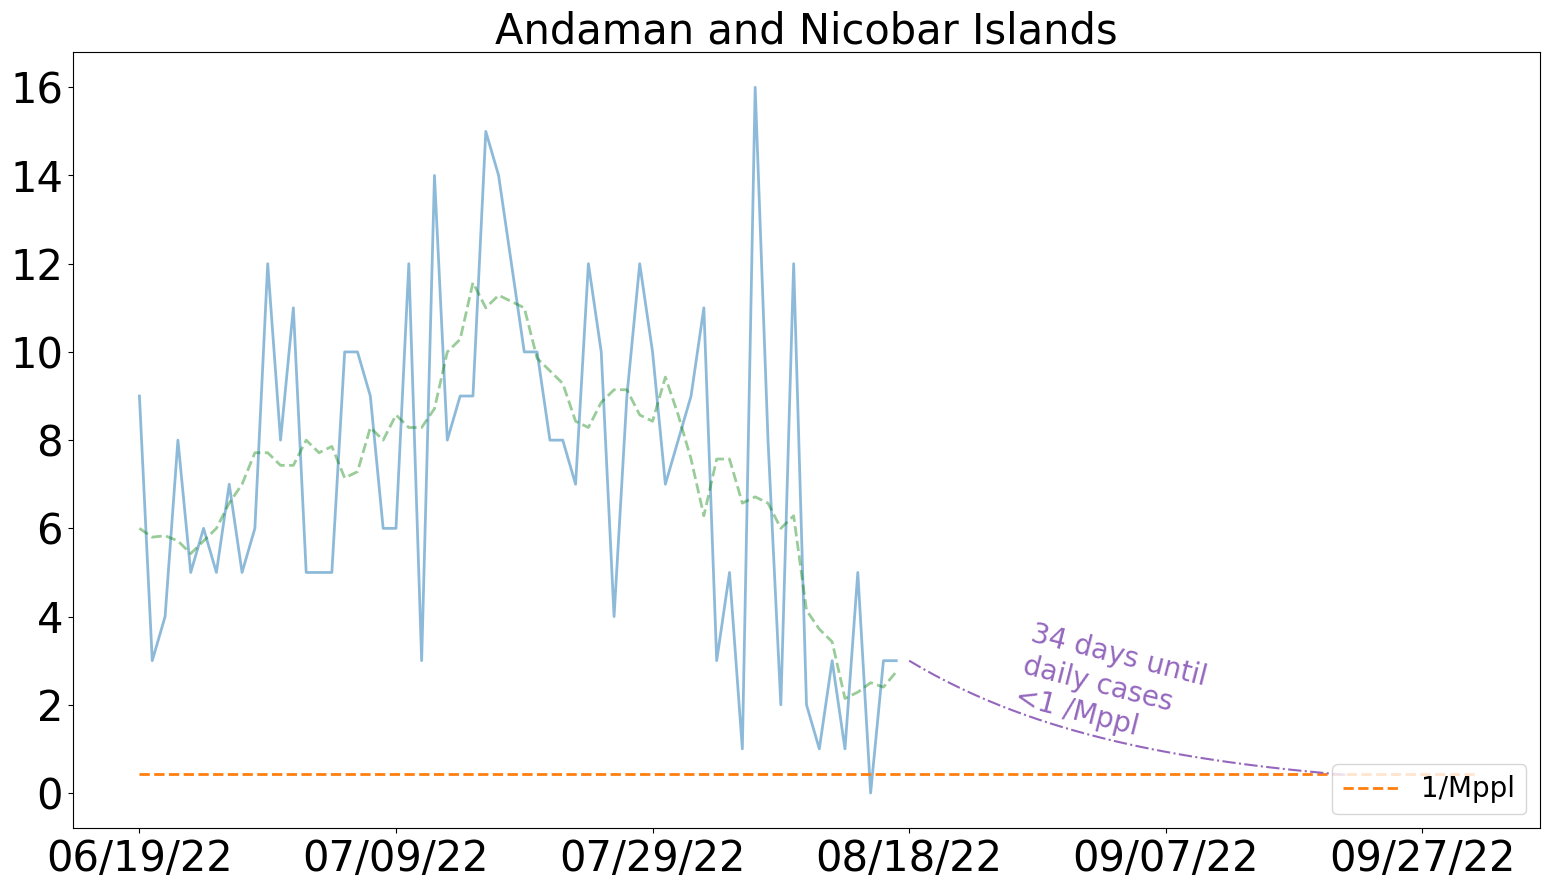 Andaman and Nicobar Islands
16
14
12
10
8
6
4
2
0
34 days until
daily cases
<1 /Mppl
1/Mppl
06/19/22 07/09/22 07/29/22 08/18/22 09/07/22 09/27/22